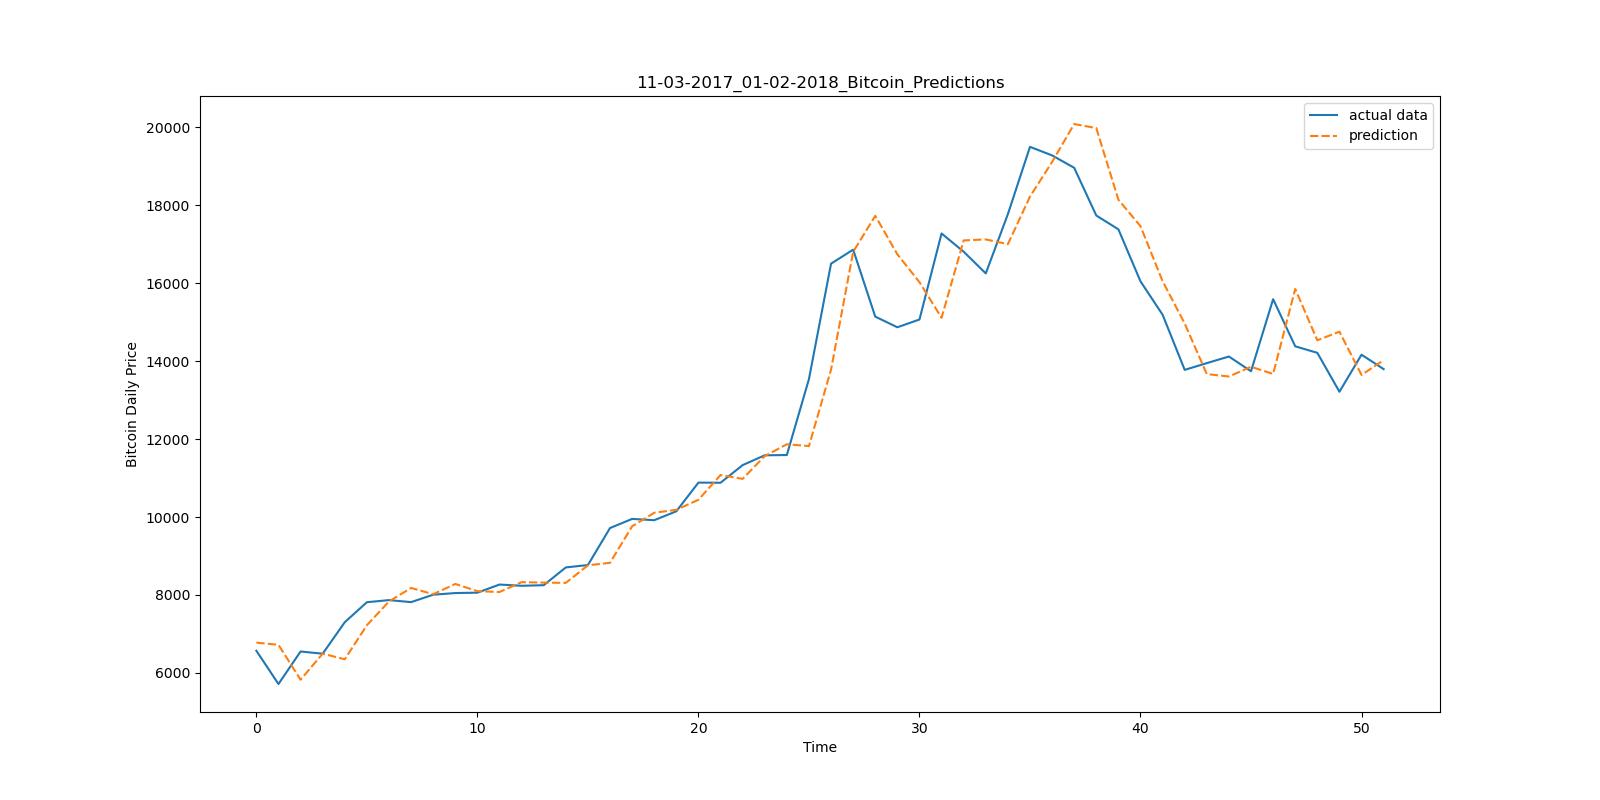 11-03-2017_01-02-2018_Bitcoin_Predictions
actual data
prediction
20000
18000
16000
14000
12000
10000
8000
6000
Bitcoin Daily Price
0 10 20 30 40 50
Time